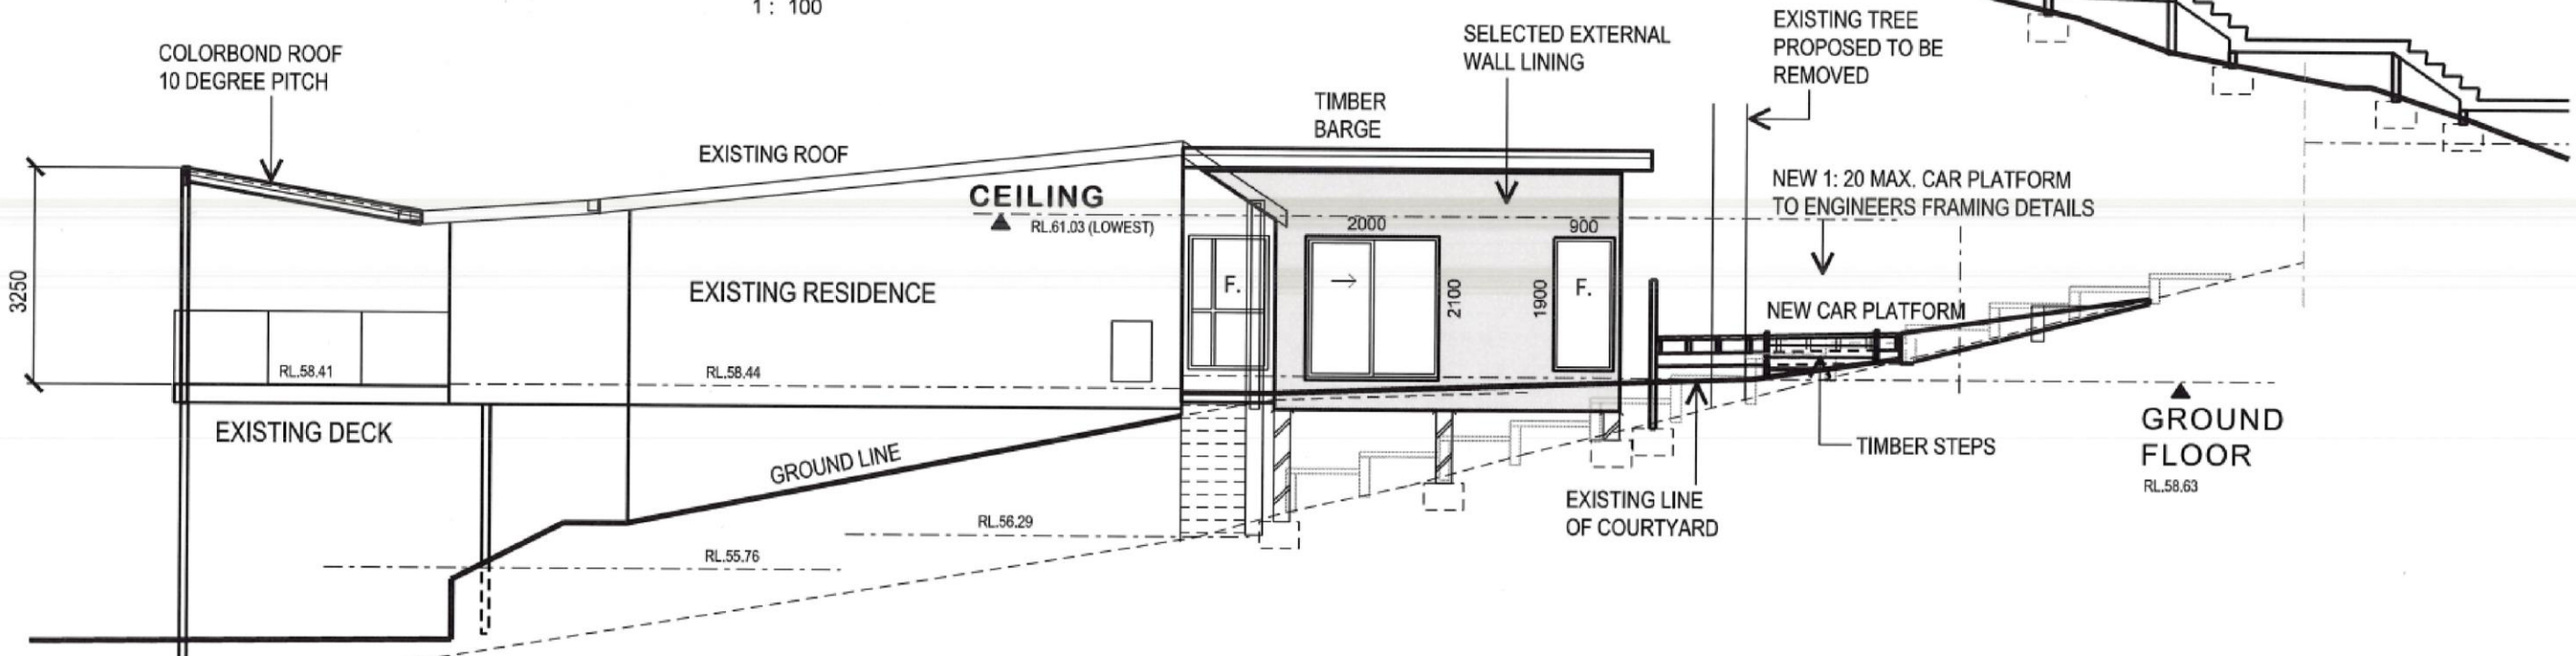 1 : 100
COLORBOND ROOF
10 DEGREE PITCH
EXISTING ROOF
CEILING
RL.61.03 (LOWEST)
TIMBER
BARGE
SELECTED EXTERNAL
WALL LINING
EXISTING TREE
PROPOSED TO BE
REMOVED
NEW 1: 20 MAX. CAR PLATFORM
TO ENGINEERS FRAMING DETAILS
3250
EXISTING RESIDENCE
F.
2000
2100
900
1900
F.
NEW CAR PLATFORM
RL.58.41
RL.58.44
EXISTING DECK
GROUND LINE
RL.56.29
RL.55.76
EXISTING LINE
OF COURTYARD
TIMBER STEPS
GROUND
FLOOR
RL.58.63